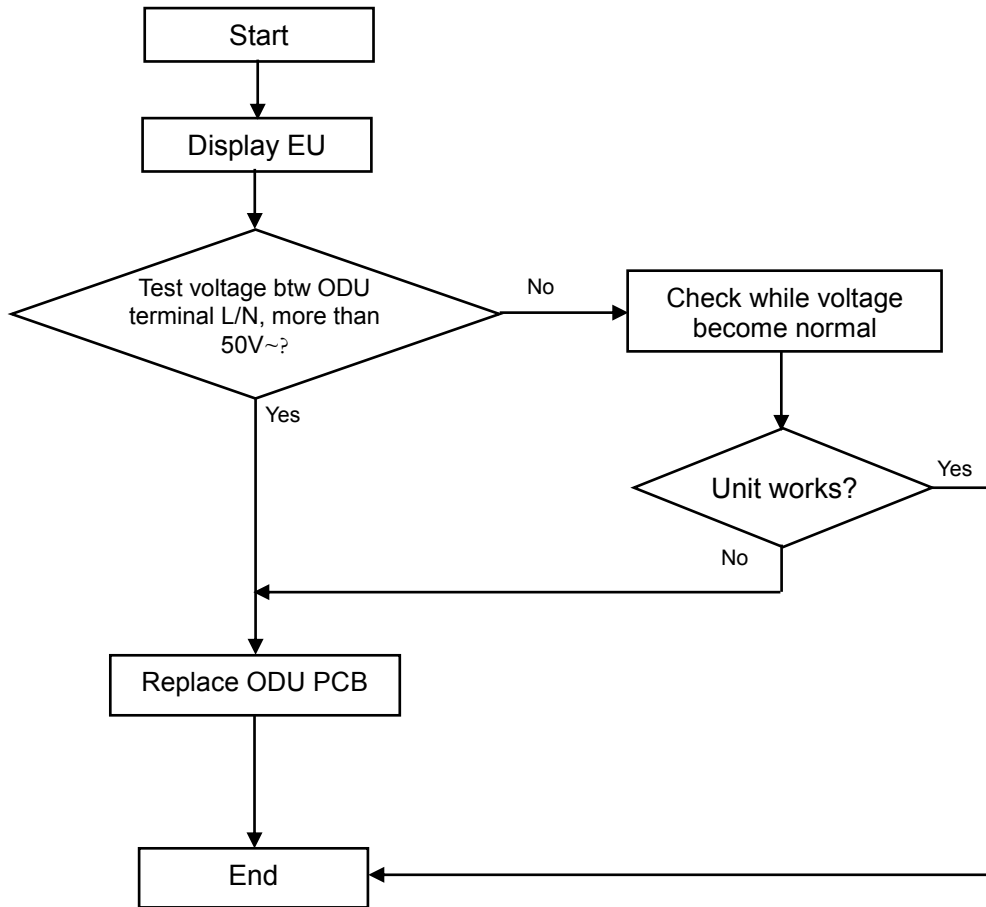 Start
Display EU
Test voltage btw ODU
terminal L/N, more than
50V~?
No
Check while voltage
become normal
Yes
Unit works?
Yes
No
Replace ODU PCB
End